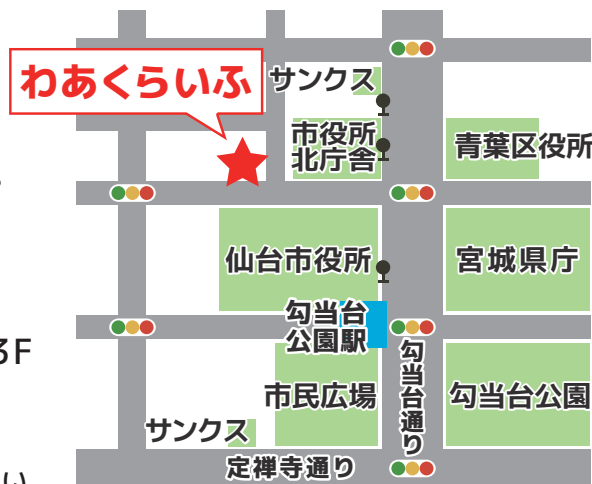 サンクス
わあくらいふ
市役所
北庁舎
青葉区役所
仙台市役所
宮城県庁
勾当台
公園駅
3F
勾当台通り
市民広場
勾当台公園
サンクス
定禅寺通り
い